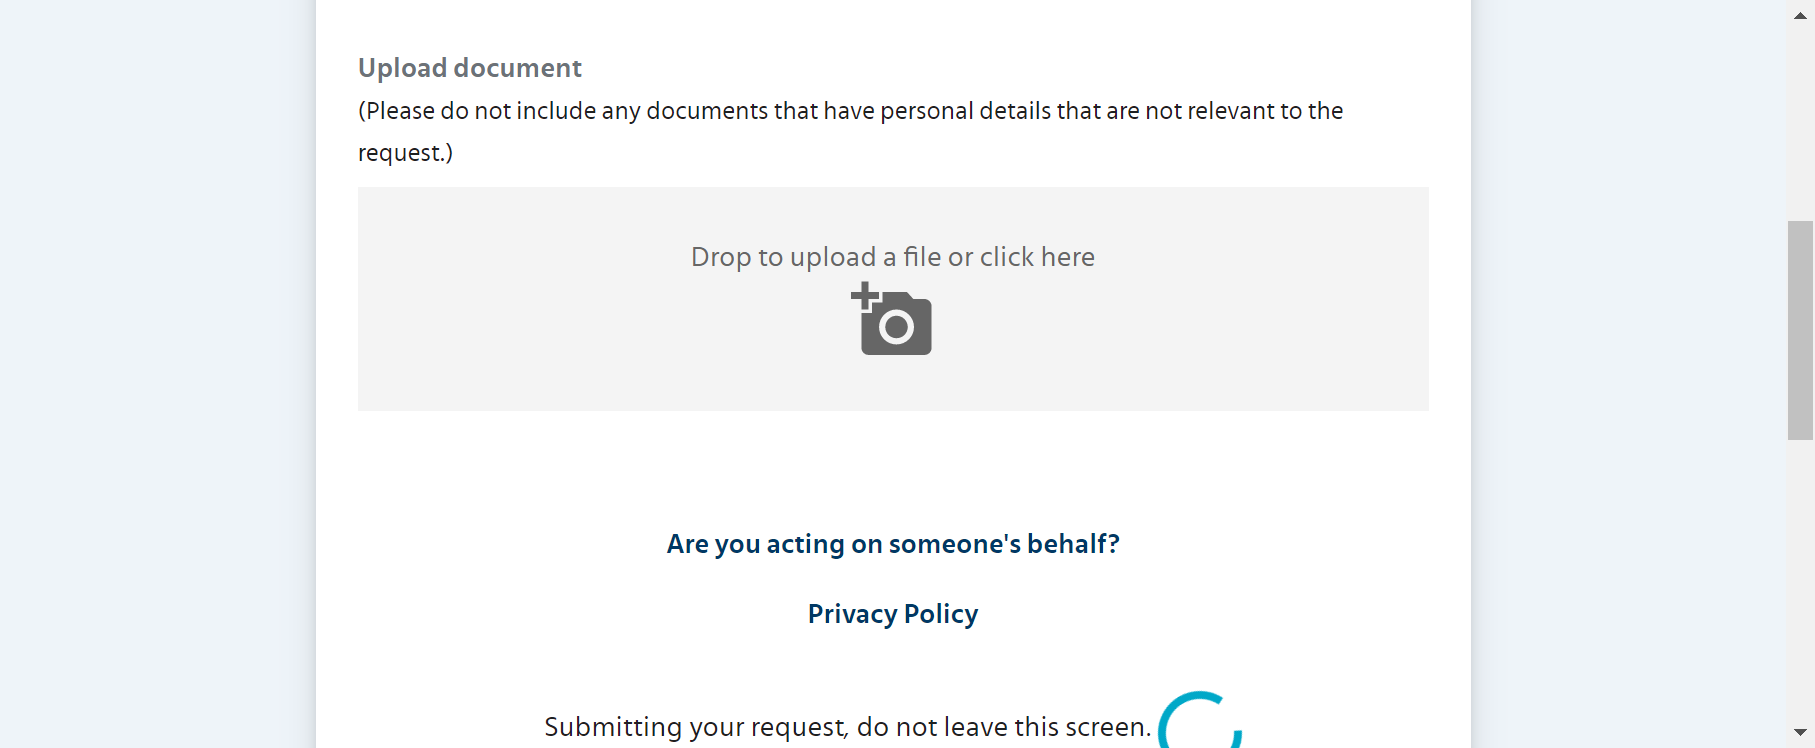 Upload document
(Please do not include any documents that have personal details that are not relevant to the
request.)
Drop to upload a file or click here
Are you acting on someone's behalf?
Privacy Policy
Submitting your request, do not leave this screen.